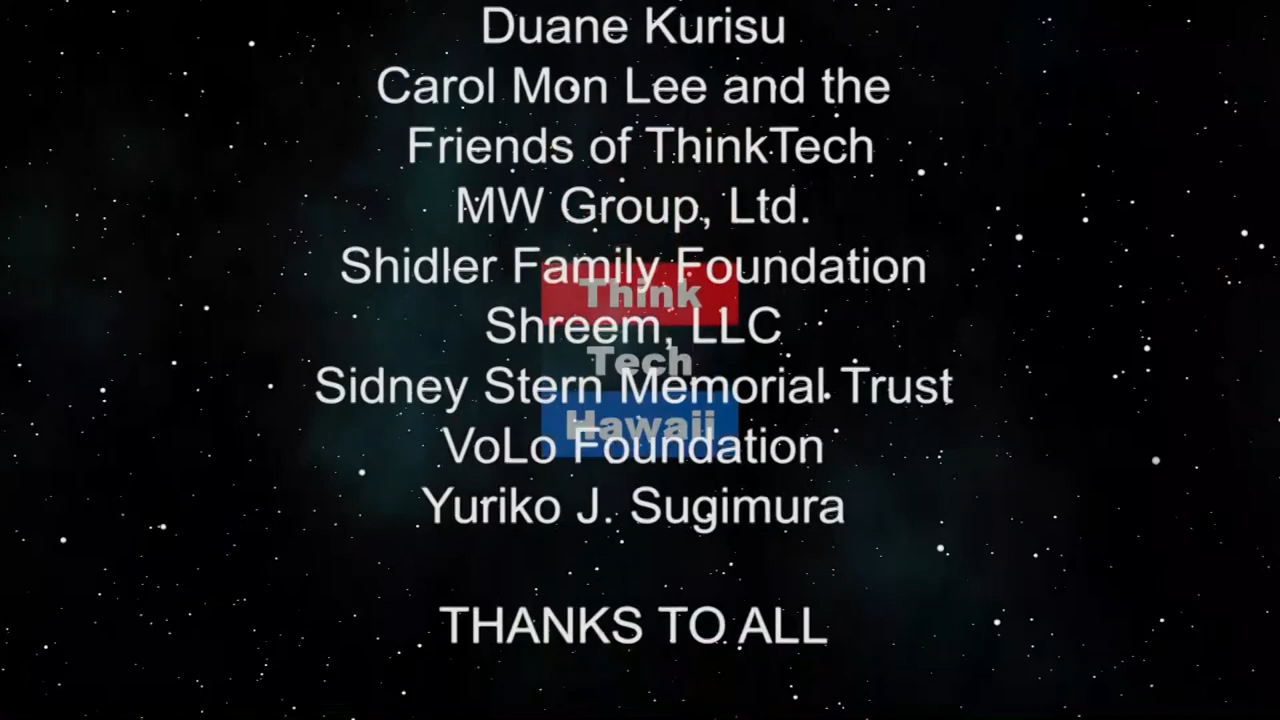 Duane Kurisu
Carol Mon Lee and the
Friends of ThinkTech
MW Group, Ltd.
Shidler Family Foundation
Think
Shreem, LLC
Tech
Sidney Stern Memorial Trust
Hawaii
VoLo Foundation
Yuriko J. Sugimura
THANKS TO ALL